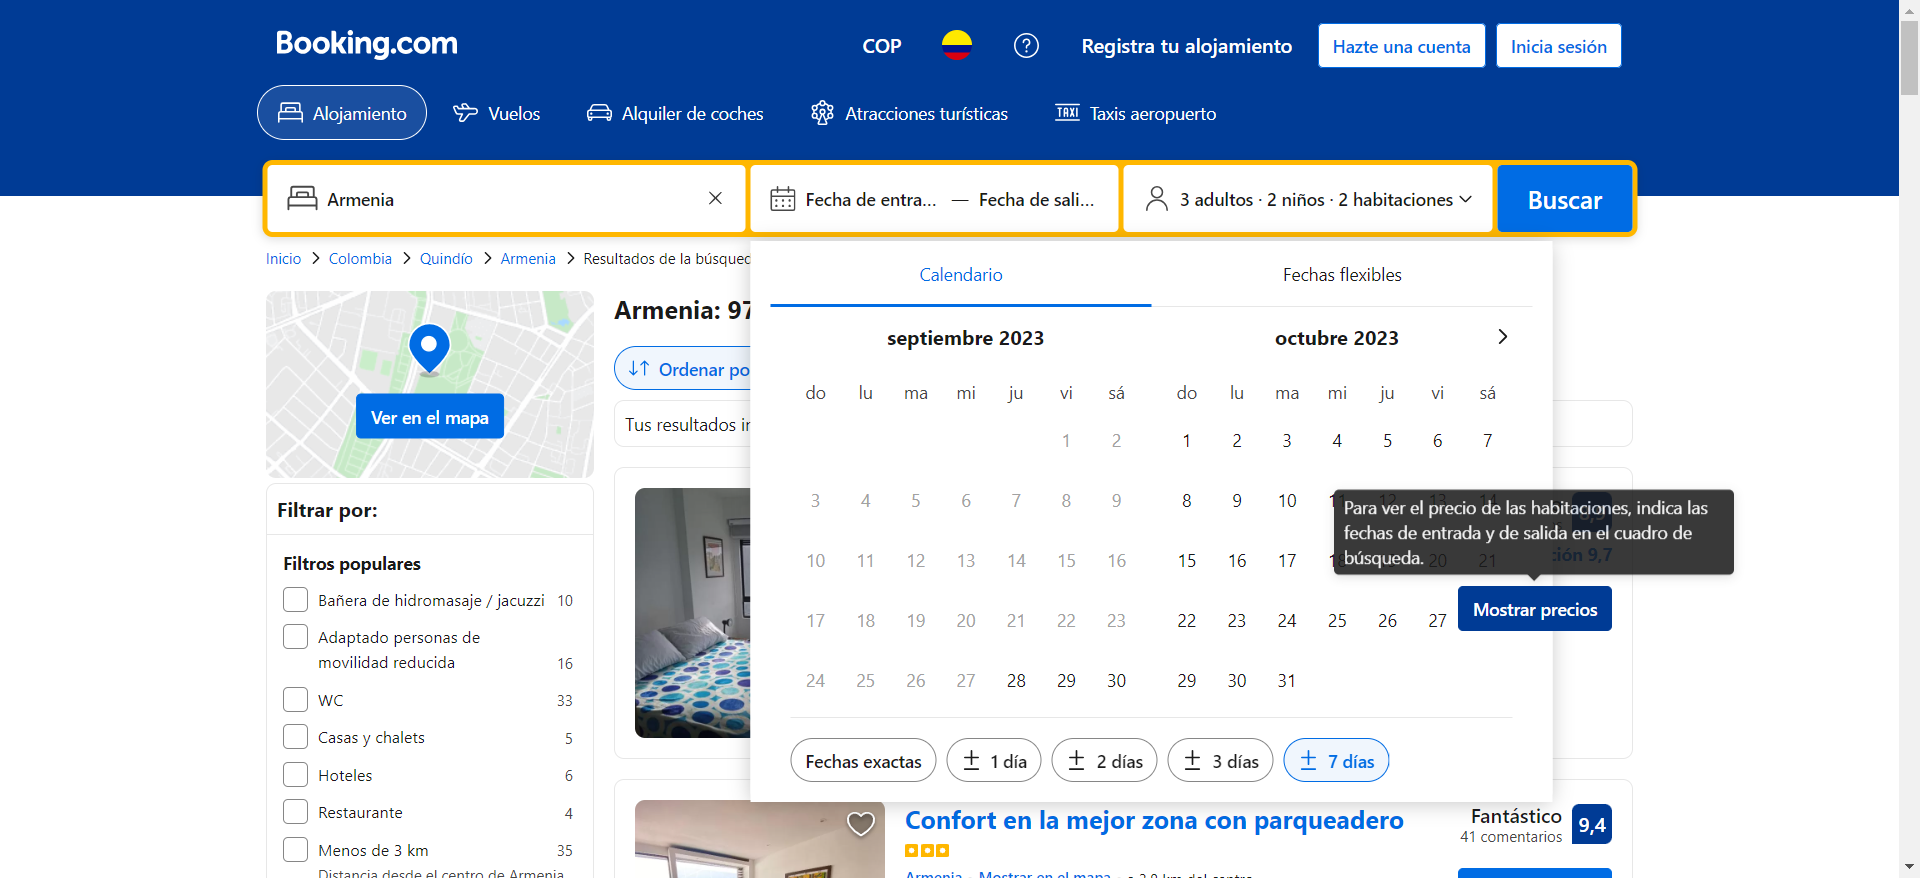 Booking.com
COP
Registra tu alojamiento
Hazte una cuenta
Inicia sesión
Alojamiento
Vuelos
Alquiler de coches
Atracciones turísticas
TAXI
Taxis aeropuerto
Armenia
Fecha de entra... — Fecha de sali...
3 adultos · 2 niños · 2 habitaciones
Buscar
Inicio > Colombia > Quindío > Armenia > Resultados de la búsqued
Ver en el mapa
Filtrar por:
Filtros populares
Bañera de hidromasaje / jacuzzi 10
Adaptado personas de
movilidad reducida 16
WC 33
Casas y chalets 5
Hoteles 6
Restaurante 4
Menos de 3 km 35
Distancia desde el centro de Armenia
Armenia: 97
Ordenar po
Tus resultados in
Calendario
Fechas flexibles
septiembre 2023
do lu ma mi ju vi sá
1 2
3 4 5 6 7 8 9
10 11 12 13 14 15 16
17 18 19 20 21 22 23
24 25 26 27 28 29 30
octubre 2023
do lu ma mi ju vi sá
1 2 3 4 5 6 7
8 9 10 11 12 13 14
15 16 17 18 20 21
22 23 24 25 26 27
29 30 31
Para ver el precio de las habitaciones, indica las
fechas de entrada y de salida en el cuadro de
búsqueda.
ción 9,7
Mostrar precios
Fechas exactas
± 1 día
± 2 días
± 3 días
± 7 días
Confort en la mejor zona con parqueadero
Fantástico
41 comentarios
9,4
Armenia Mostrar en el mapa a 2,9 km del centro